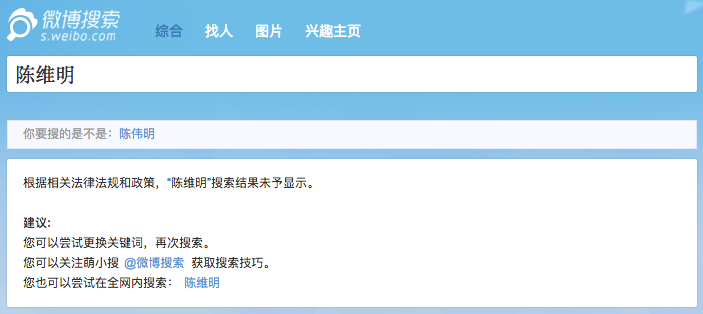 微博搜索
s.weibo.com
综合 找人 图片 兴趣主页
陈维明
你要搜的是不是：陈伟明
根据相关法律法规和政策，“陈维明”搜索结果未予显示。
建议:
您可以尝试更换关键词，再次搜索。
您可以关注萌小搜 @微博搜索 获取搜索技巧。
您也可以尝试在全网内搜索： 陈维明